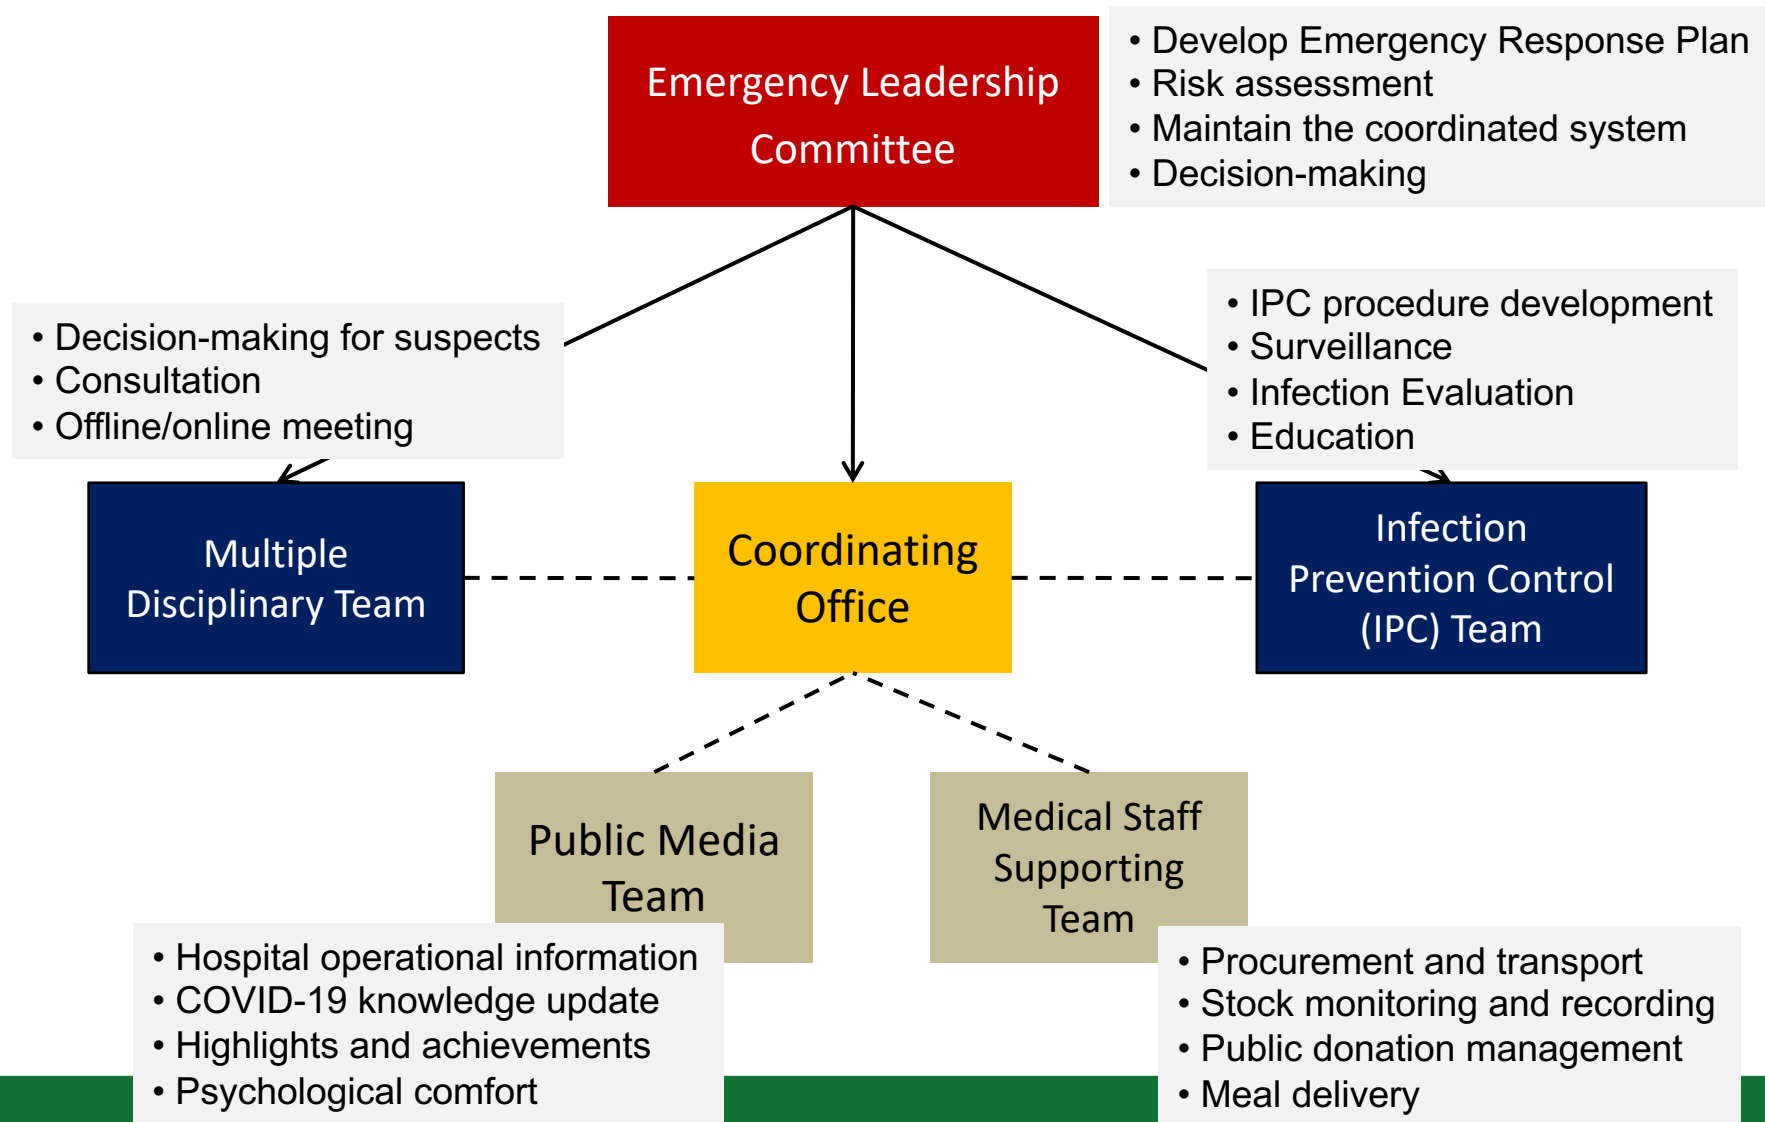 Emergency Leadership
Committee
• Develop Emergency Response Plan
• Risk assessment
• Maintain the coordinated system
• Decision-making
• Decision-making for suspects
• Consultation
• Offline/online meeting
• IPC procedure development
• Surveillance
• Infection Evaluation
• Education
Multiple
Disciplinary Team
Coordinating
Office
Infection
Prevention Control
(IPC) Team
Public Media
Team
Medical Staff
Supporting
Team
• Hospital operational information
• COVID-19 knowledge update
• Highlights and achievements
• Psychological comfort
• Procurement and transport
• Stock monitoring and recording
• Public donation management
• Meal delivery